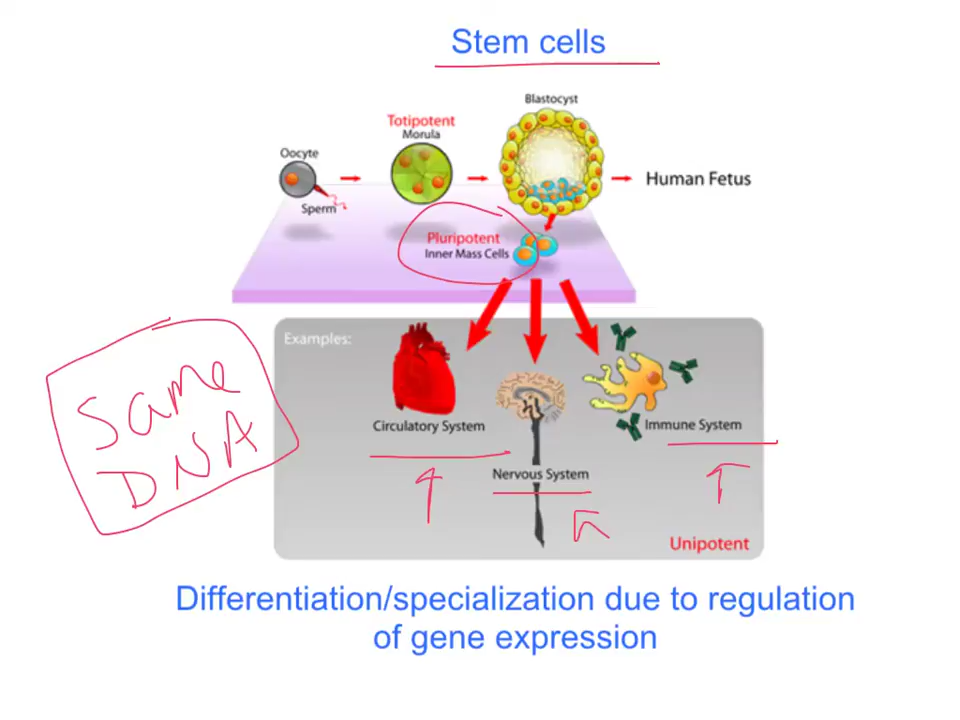 Stem cells
Blastocyst
Totipotent
Morula
Oocyte
Human Fetus
Sperm
Pluripotent
Inner Mass Cells
Examples:
same
DNA
Circulatory System
Immune System
Nervous System
Unipotent
Differentiation/specialization due to regulation
of gene expression